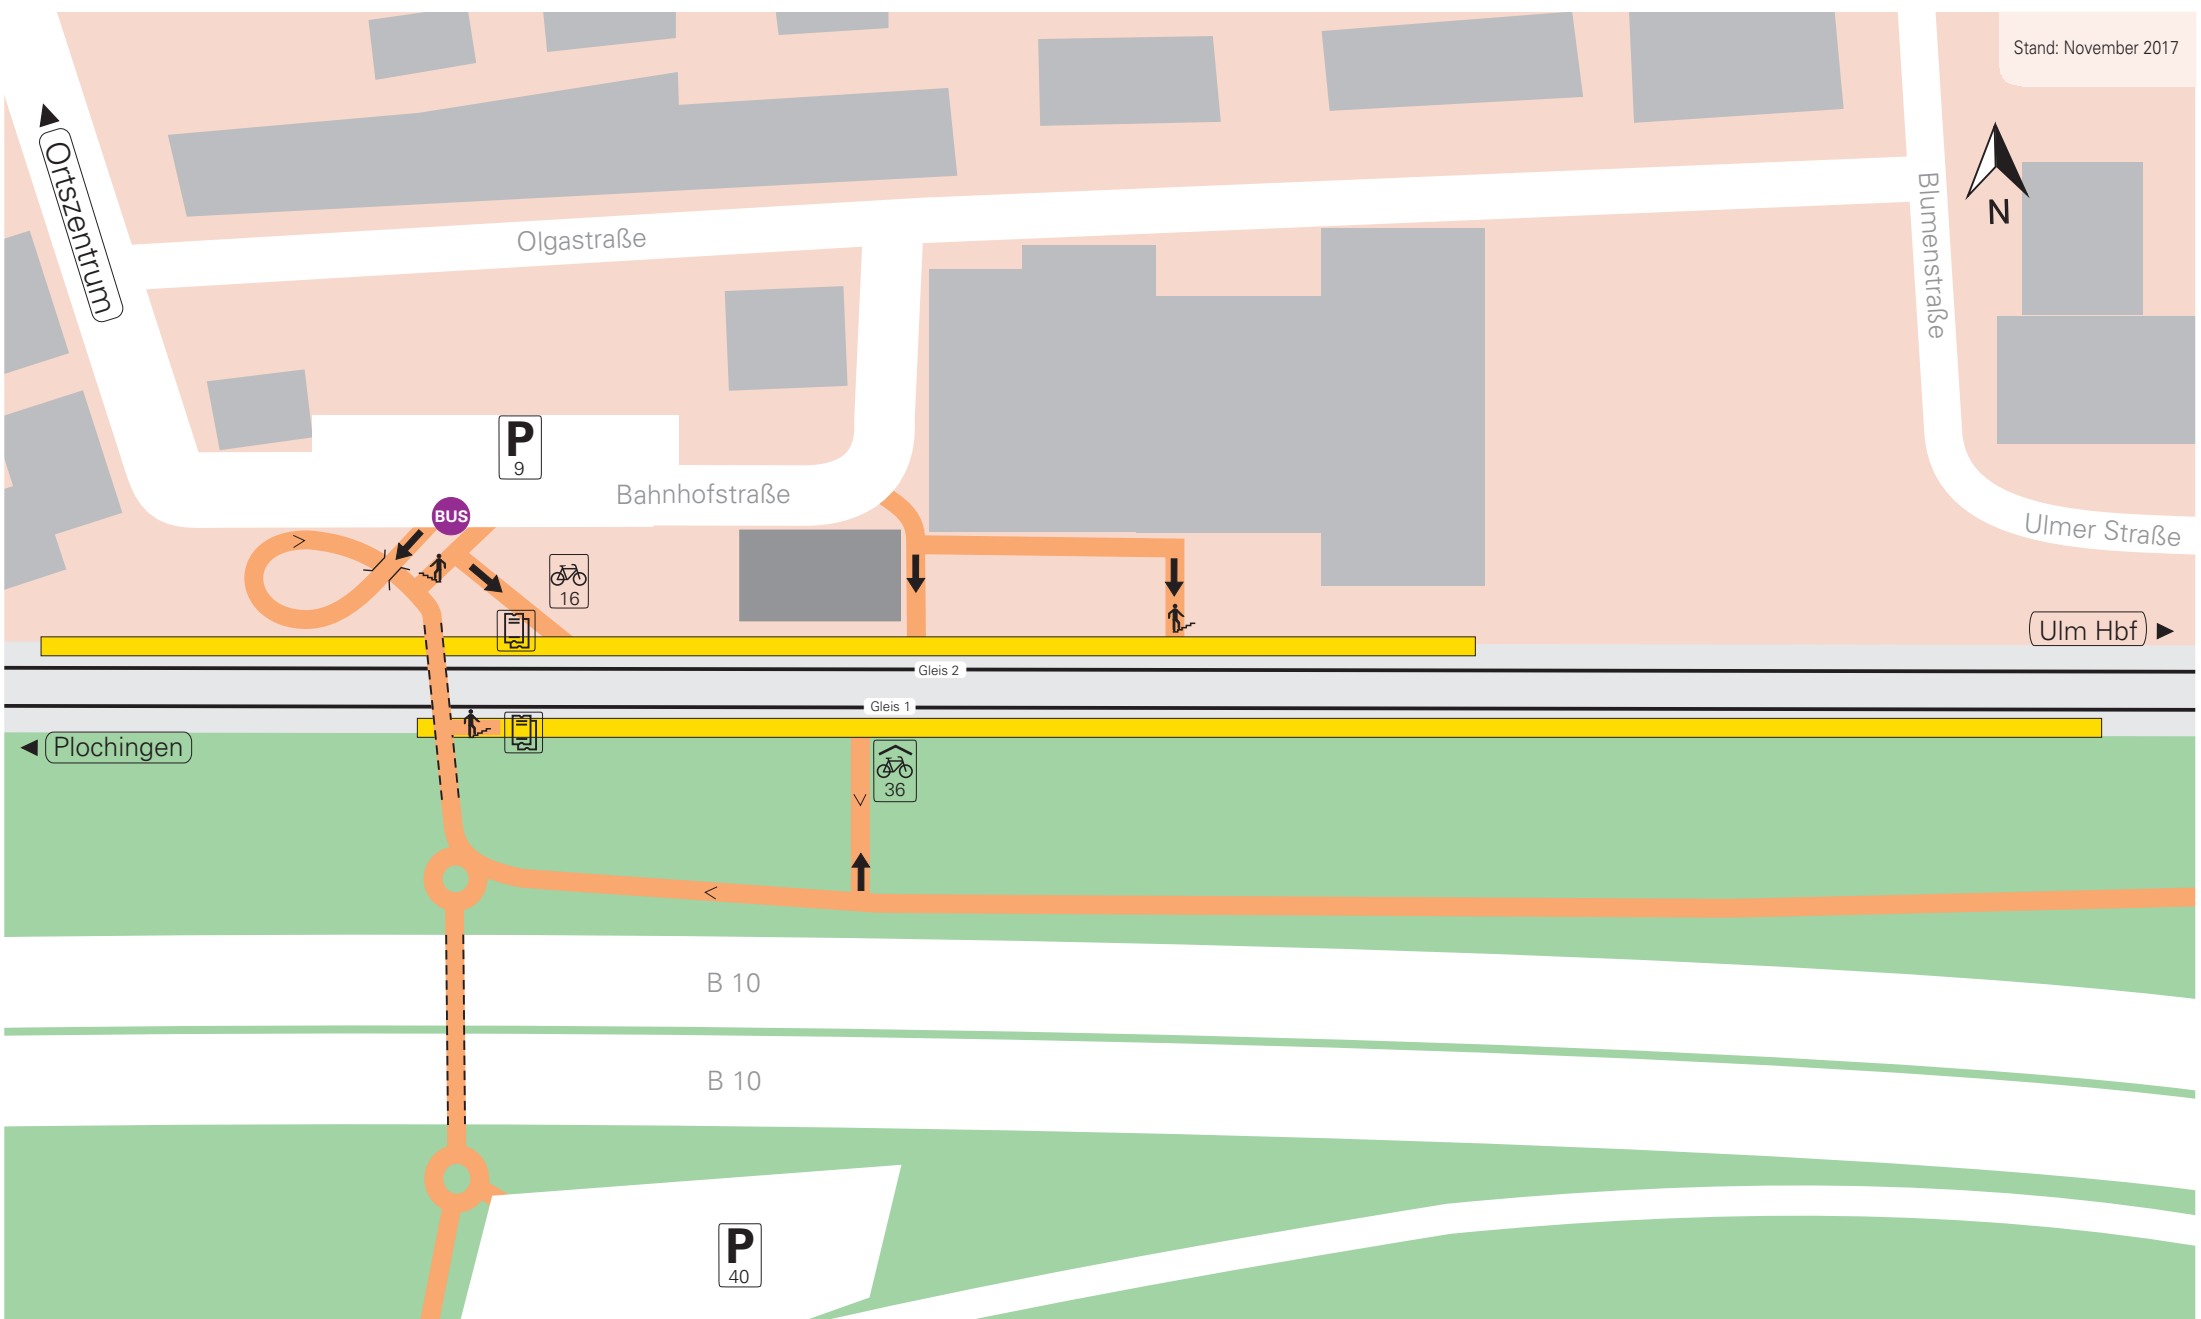 Stand: November 2017
Ortszentrum
N
Blumenstraße
Olgastraße
P
9
Bahnhofstraße
BUS
Ulmer Straße
16
Ulm Hbf
Gleis 2
Gleis 1
Plochingen
36
B 10
B 10
P
40